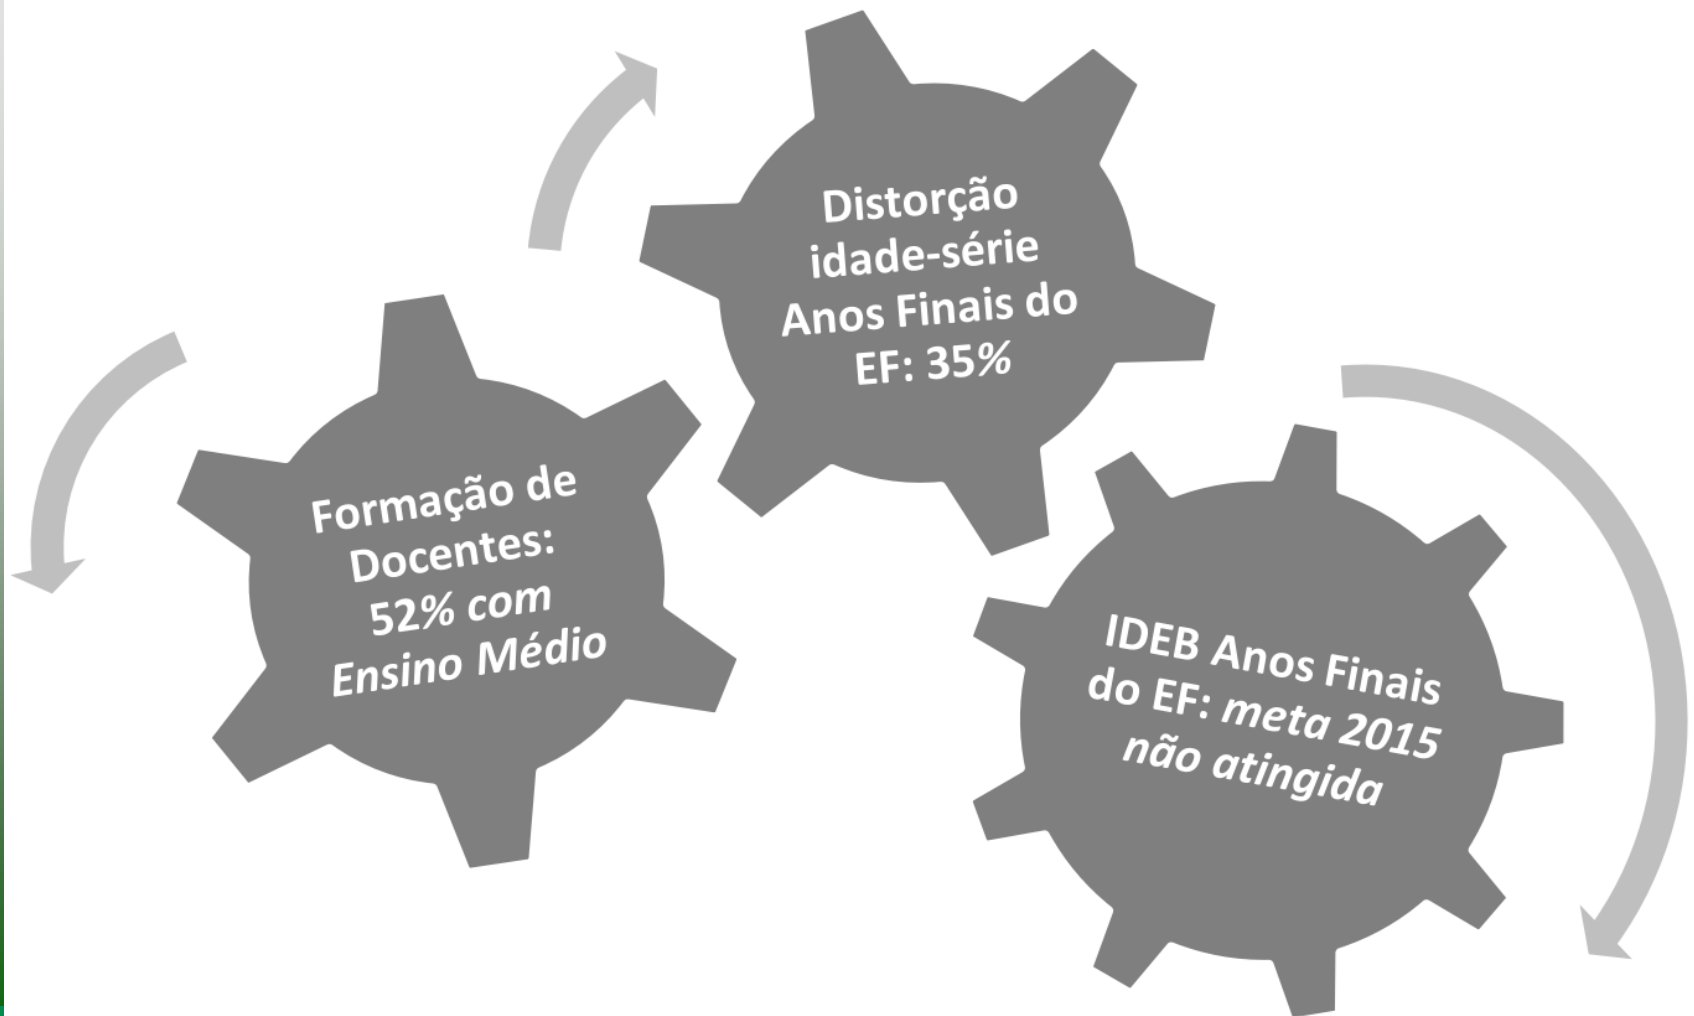 Distorção
idade-série
Anos Finais do
EF: 35%
Formação de
Docentes:
52% com
Ensino Médio
IDEB Anos Finais
do EF: meta 2015
não atingida